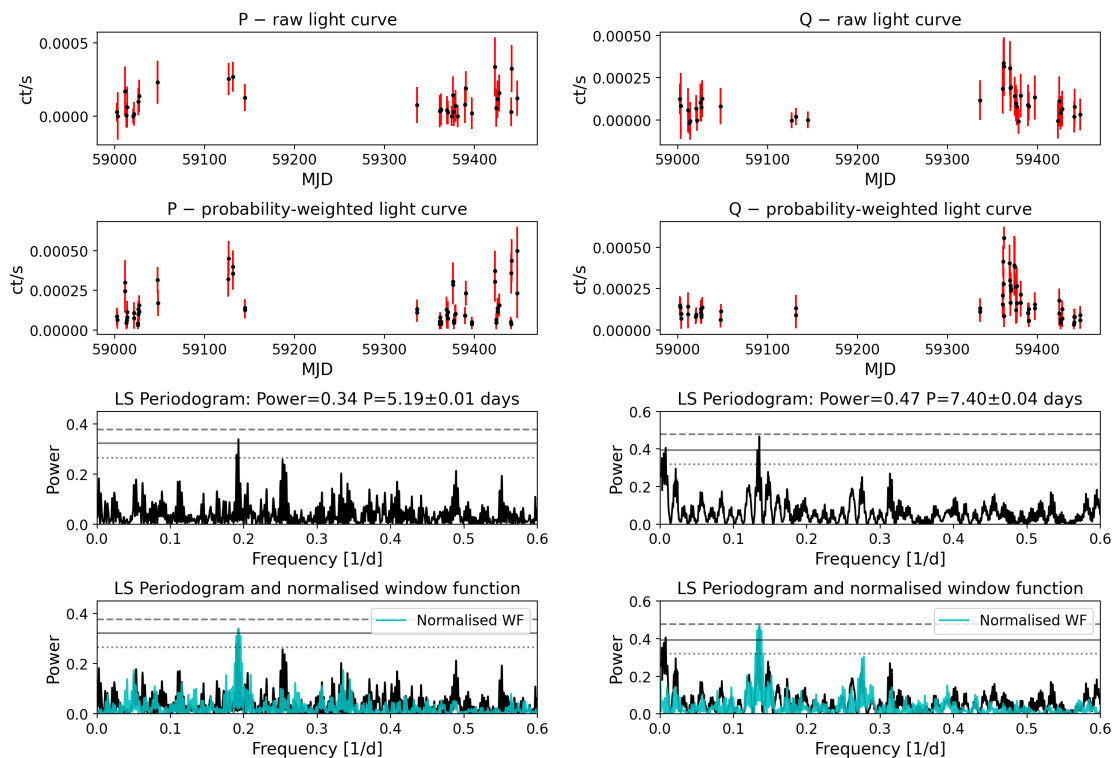 P − raw light curve
ct/s
0.0005
0.0000
59000 59100 59200 59300 59400
MJD
Q − raw light curve
ct/s
0.00050
0.00025
0.00000
59000 59100 59200 59300 59400
MJD
P − probability-weighted light curve
ct/s
0.00050
0.00025
0.00000
59000 59100 59200 59300 59400
MJD
Q − probability-weighted light curve
ct/s
0.00050
0.00025
0.00000
59000 59100 59200 59300 59400
MJD
LS Periodogram: Power=0.34 P=5.19±0.01 days
Power
0.4
0.2
0.0
0.0 0.1 0.2 0.3 0.4 0.5 0.6
Frequency [1/d]
LS Periodogram: Power=0.47 P=7.40±0.04 days
Power
0.6
0.4
0.2
0.0
0.0 0.1 0.2 0.3 0.4 0.5 0.6
Frequency [1/d]
LS Periodogram and normalised window function
Normalised WF
Power
0.4
0.2
0.0
0.0 0.1 0.2 0.3 0.4 0.5 0.6
Frequency [1/d]
LS Periodogram and normalised window function
Normalised WF
Power
0.6
0.4
0.2
0.0
0.0 0.1 0.2 0.3 0.4 0.5 0.6
Frequency [1/d]